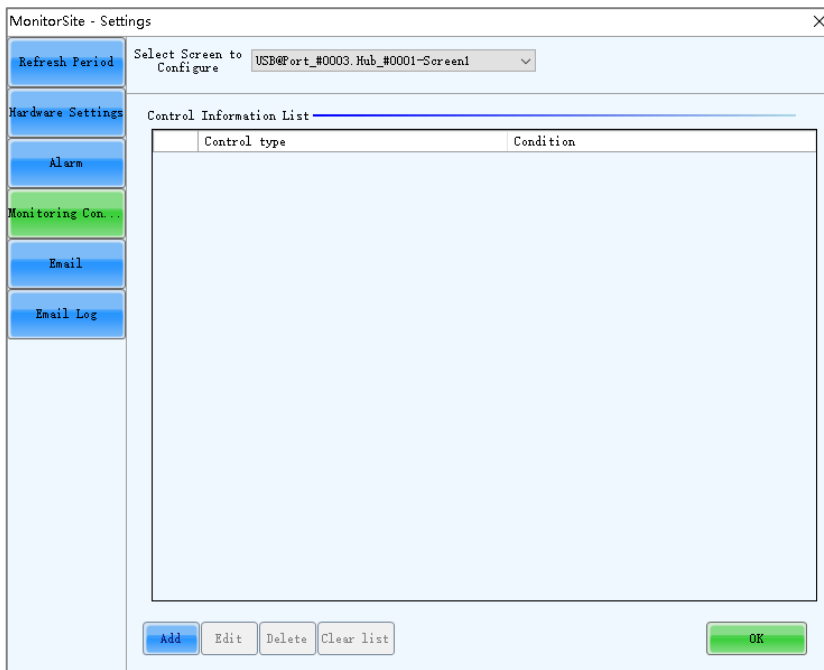 MonitorSite - Settings
Refresh Period
Hardware Settings
Alarm
Monitoring Con...
Email
Email Log
Select Screen to
Configure
USB@Port_#0003.Hub_#0001-Screen1
Control Information List
Control type Condition
Add Edit Delete Clear list OK